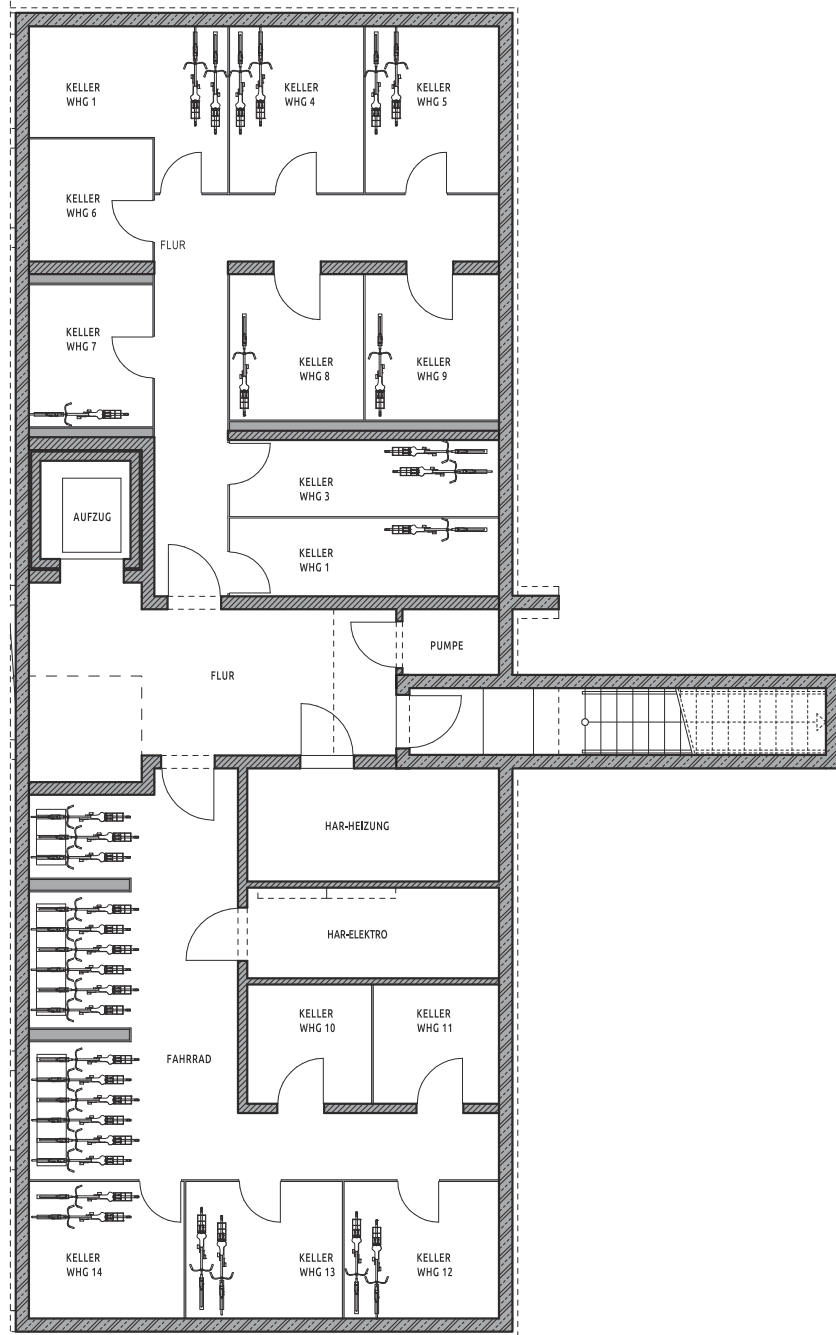 KELLER
WHG 1
KELLER
WHG 4
KELLER
WHG 5
KELLER
WHG 6
FLUR
KELLER
WHG 7
KELLER
WHG 8
KELLER
WHG 9
KELLER
WHG 3
AUFZUG
KELLER
WHG 1
PUMPE
FLUR
HAR-HEIZUNG
HAR-ELEKTRO
KELLER
WHG 10
KELLER
WHG 11
FAHRRAD
KELLER
WHG 14
KELLER
WHG 13
KELLER
WHG 12